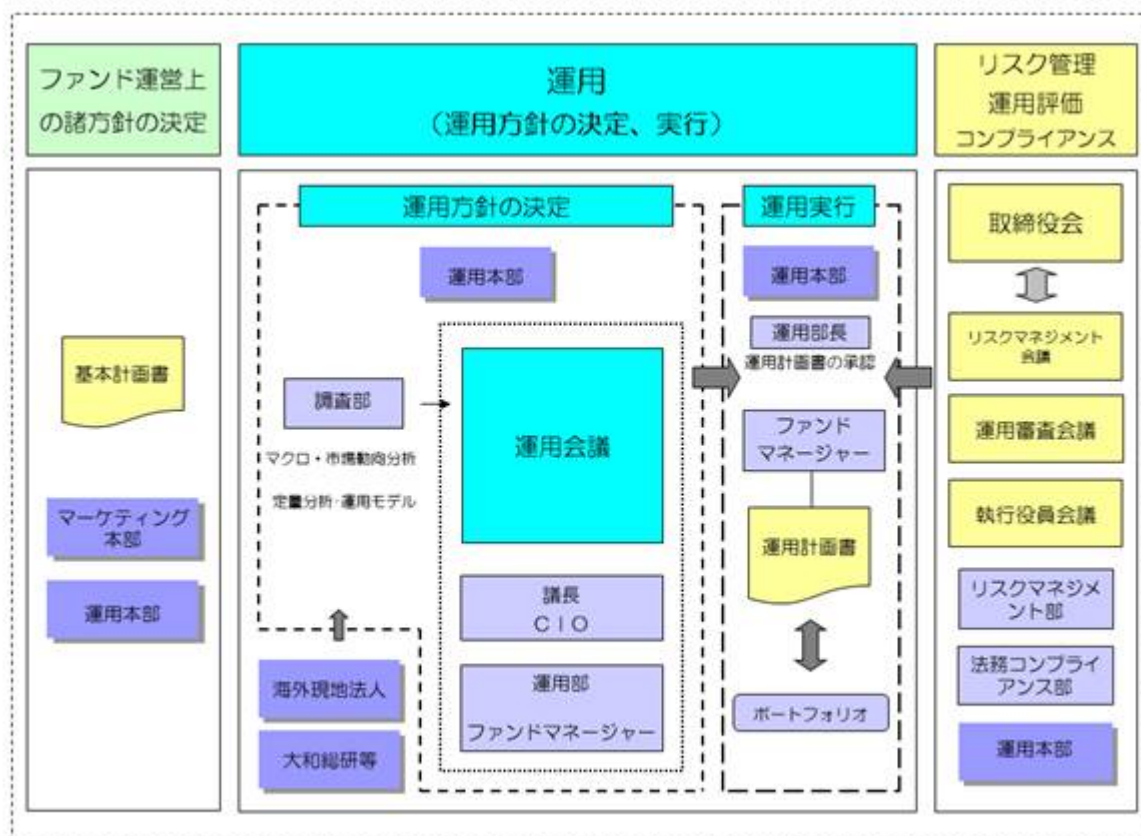 ファンド運営上
の諸方針の決定
運用
（運用方針の決定、実行）
リスク管理
運用評価
コンプライアンス
基本計画書
マーケティング
本部
運用本部
運用方針の決定
運用本部
調査部
マクロ・市場動向分析
定量分析・運用モデル
運用会議
議長
ＣＩＯ
運用部
ファンドマネージャー
海外現地法人
大和総研等
運用実行
運用本部
運用部長
運用計画書の承認
ファンド
マネージャー
運用計画書
ポートフォリオ
取締役会
リスクマネジメント
会議
運用審査会議
執行役員会議
リスクマネジメ
ント部
法務コンプライ
アンス部
運用本部